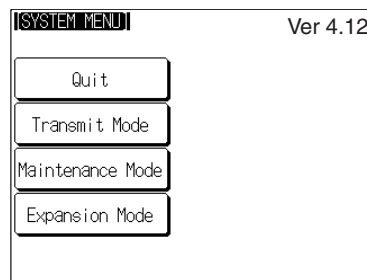 [SYSTEM MENU]
Ver 4.12
Quit
Transmit Mode
Maintenance Mode
Expansion Mode